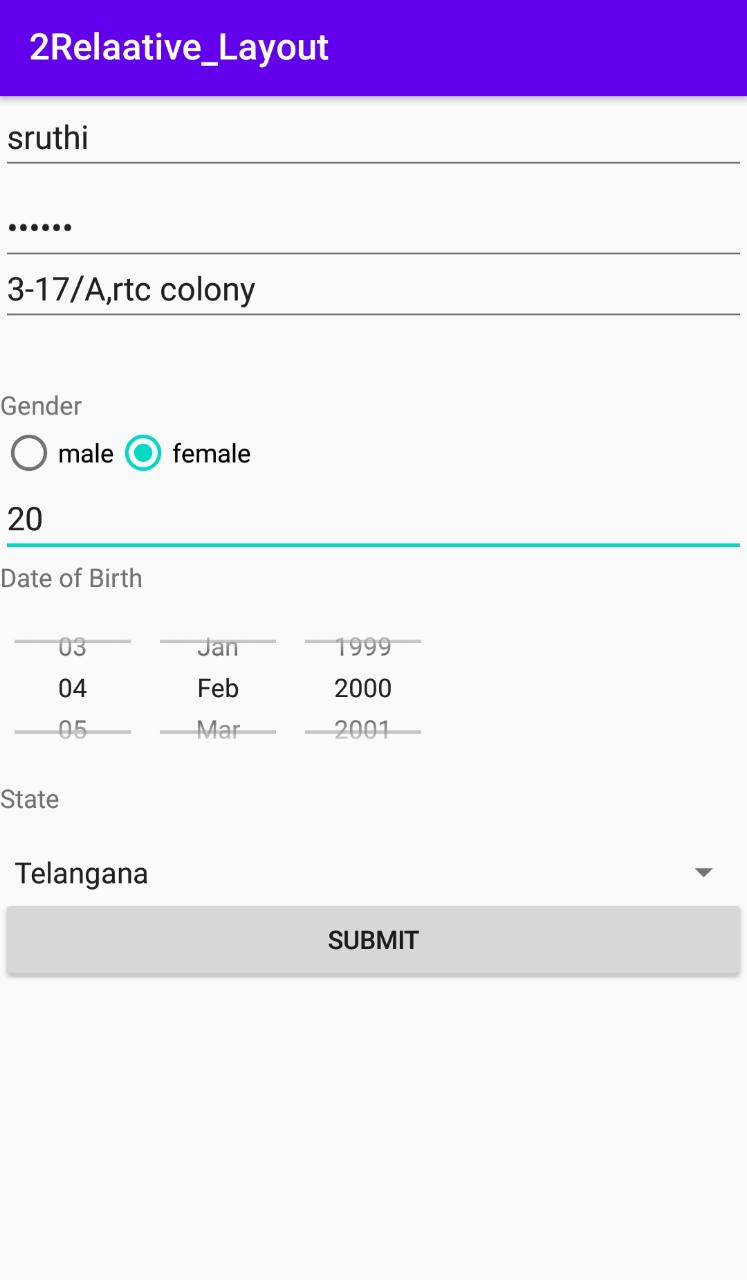 2Relaative_Layout
sruthi
••••••
3-17/A,rtc colony
Gender
male female
20
Date of Birth
03 Jan 1999
04 Feb 2000
05 Mar 2001
State
Telangana
SUBMIT